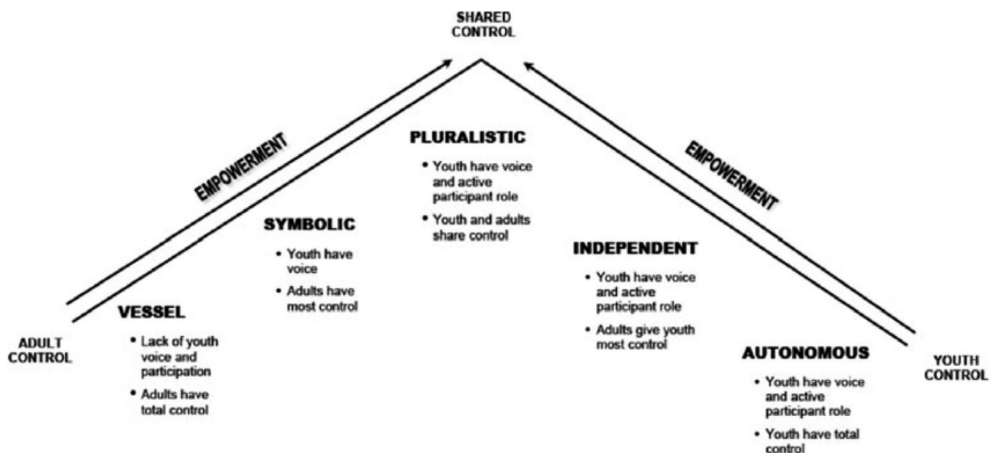 SHARED
CONTROL
EMPOWERMENT
EMPOWERMENT
PLURALISTIC
• Youth have voice
and active
participant role
• Youth and adults
share control
SYMBOLIC
• Youth have
voice
• Adults have
most control
INDEPENDENT
• Youth have voice
and active
participant role
• Adults give youth
most control
VESSEL
• Lack of youth
voice and
participation
• Adults have
total control
ADULT
CONTROL
AUTONOMOUS
• Youth have voice
and active
participant role
• Youth have total
control
YOUTH
CONTROL